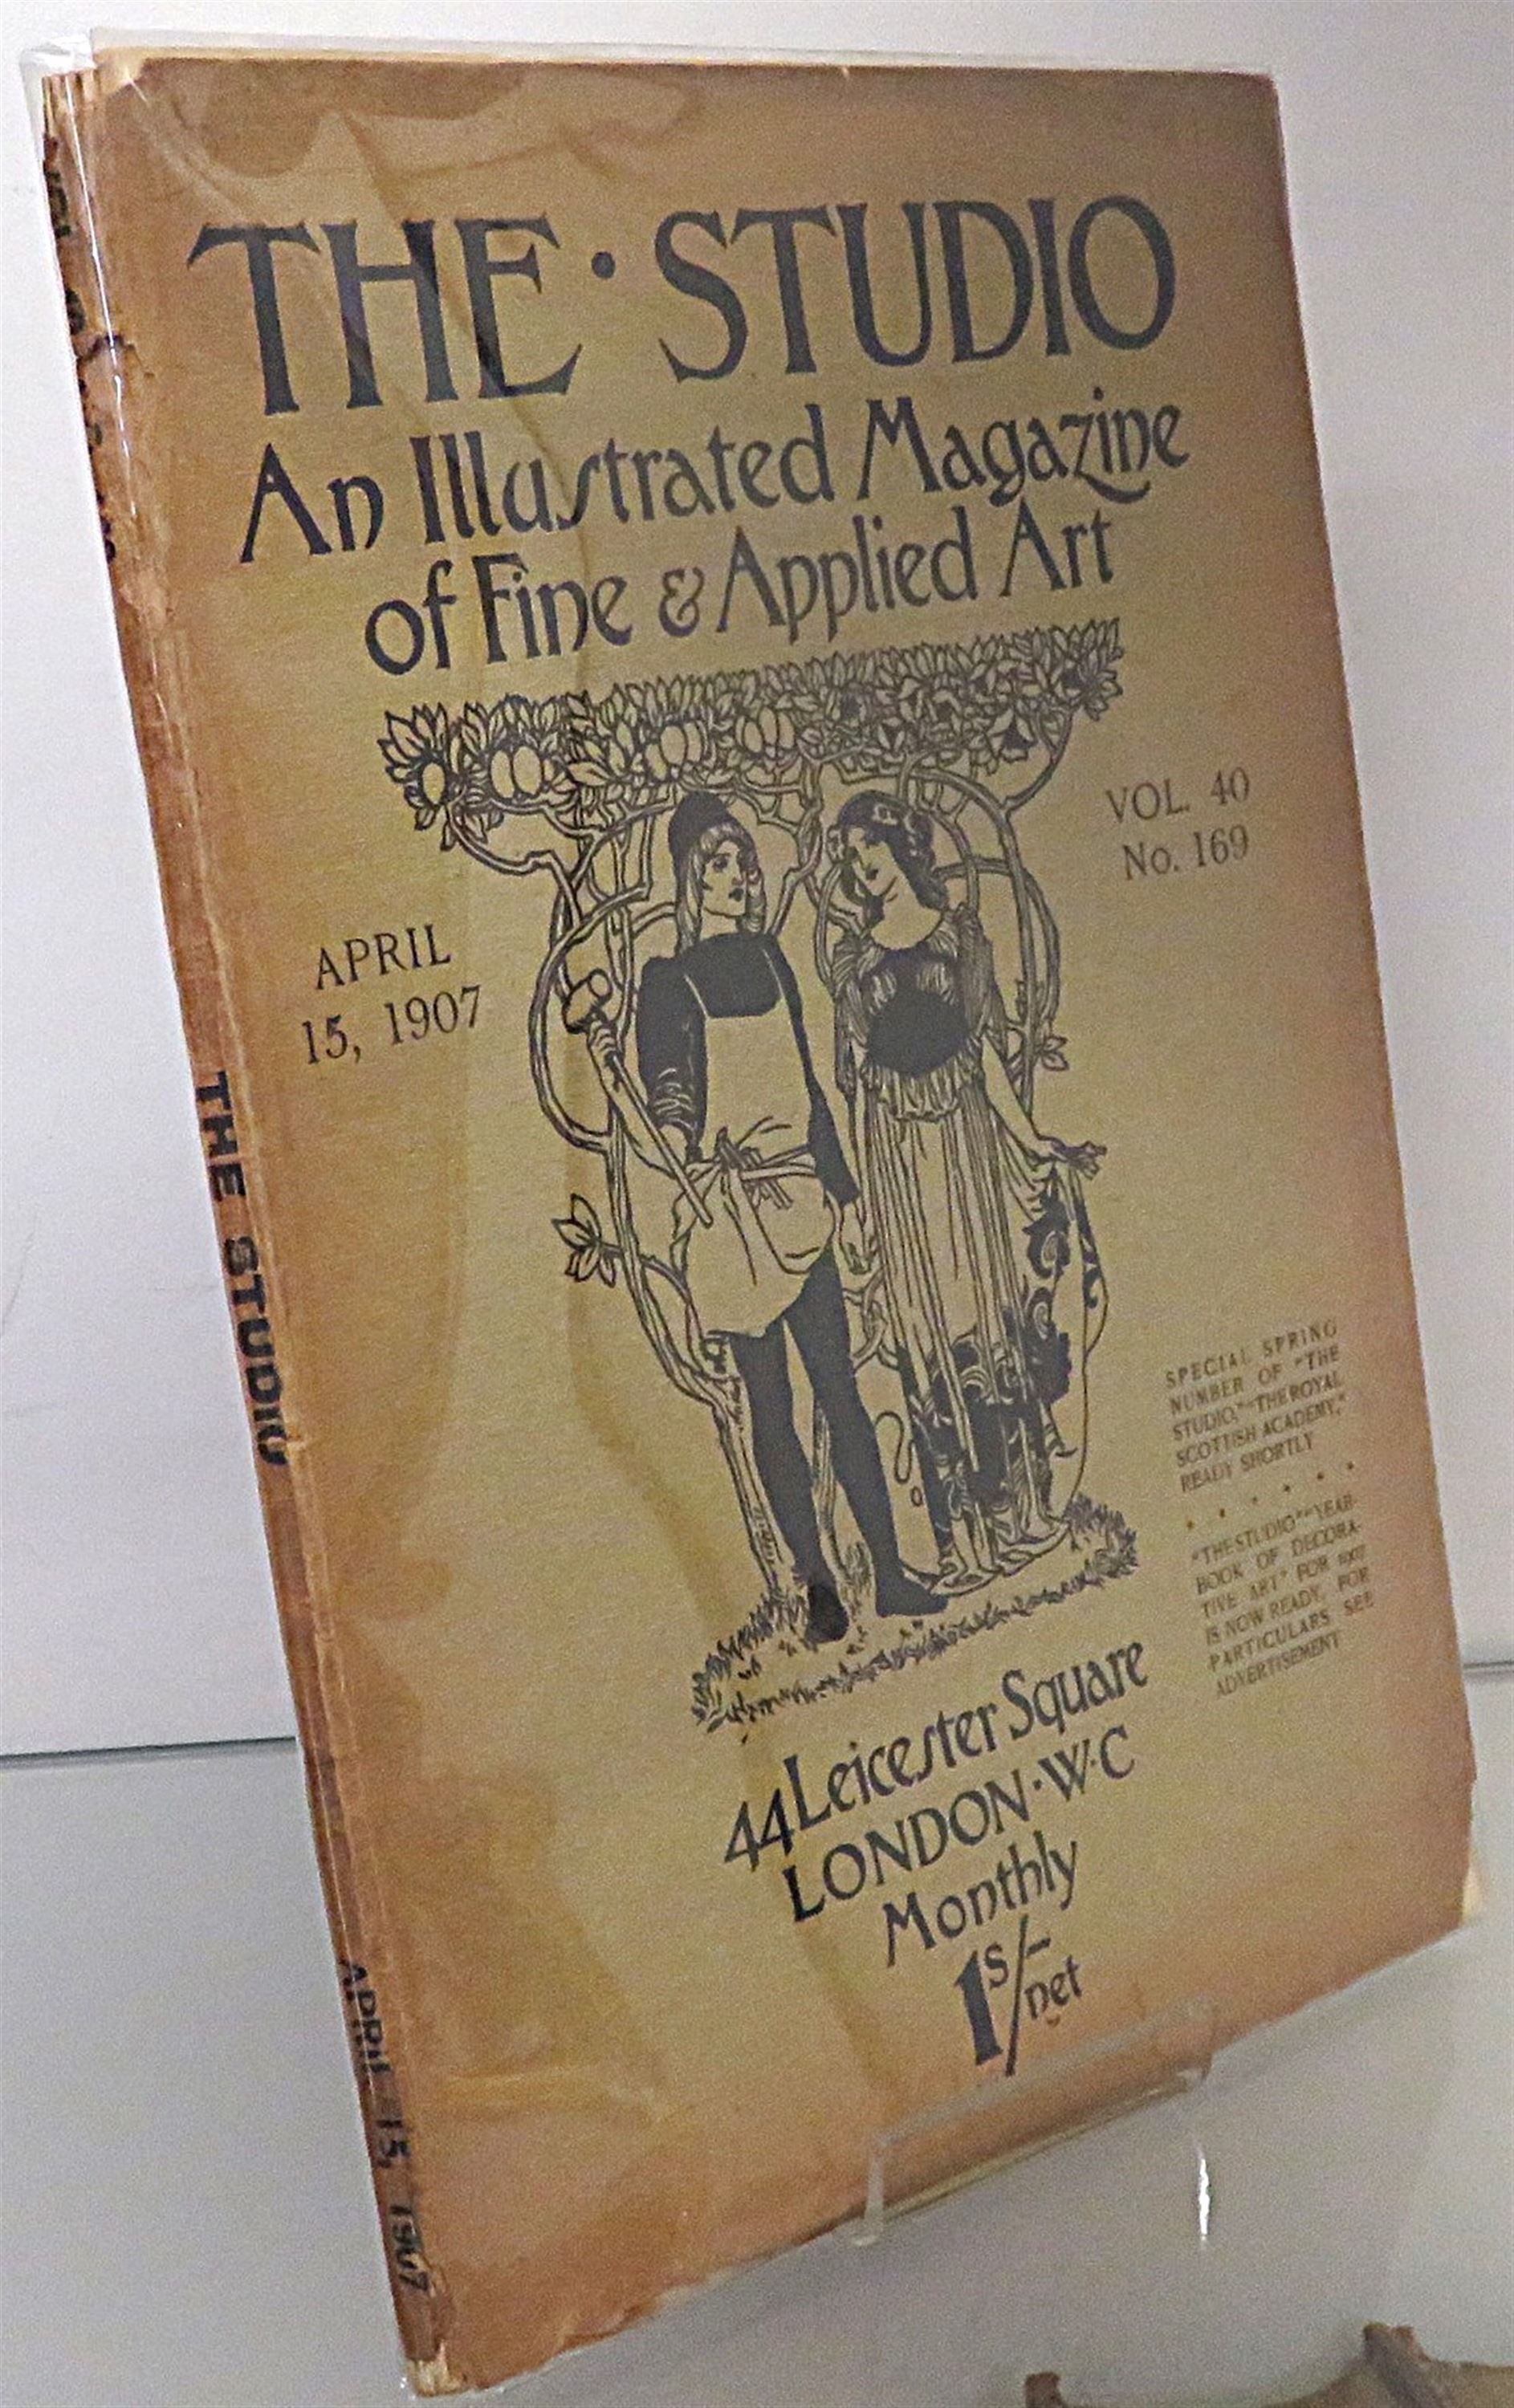 THE · STUDIO
An Illustrated Magazine
of Fine & Applied Art
VOL. 40
No. 169
APRIL
15, 1907
SPECIAL SPRING
NUMBER OF "THE
STUDIO," "THE ROYAL
SCOTTISH ACADEMY,"
READY SHORTLY
"THE STUDIO" YEAR-
BOOK OF DECORA-
TIVE ART" FOR 1907
IS NOW READY. FOR
PARTICULARS SEE
ADVERTISEMENT
44 Leicester Square
LONDON · W · C
Monthly
1s/- net
THE STUDIO
APRIL 15, 1907